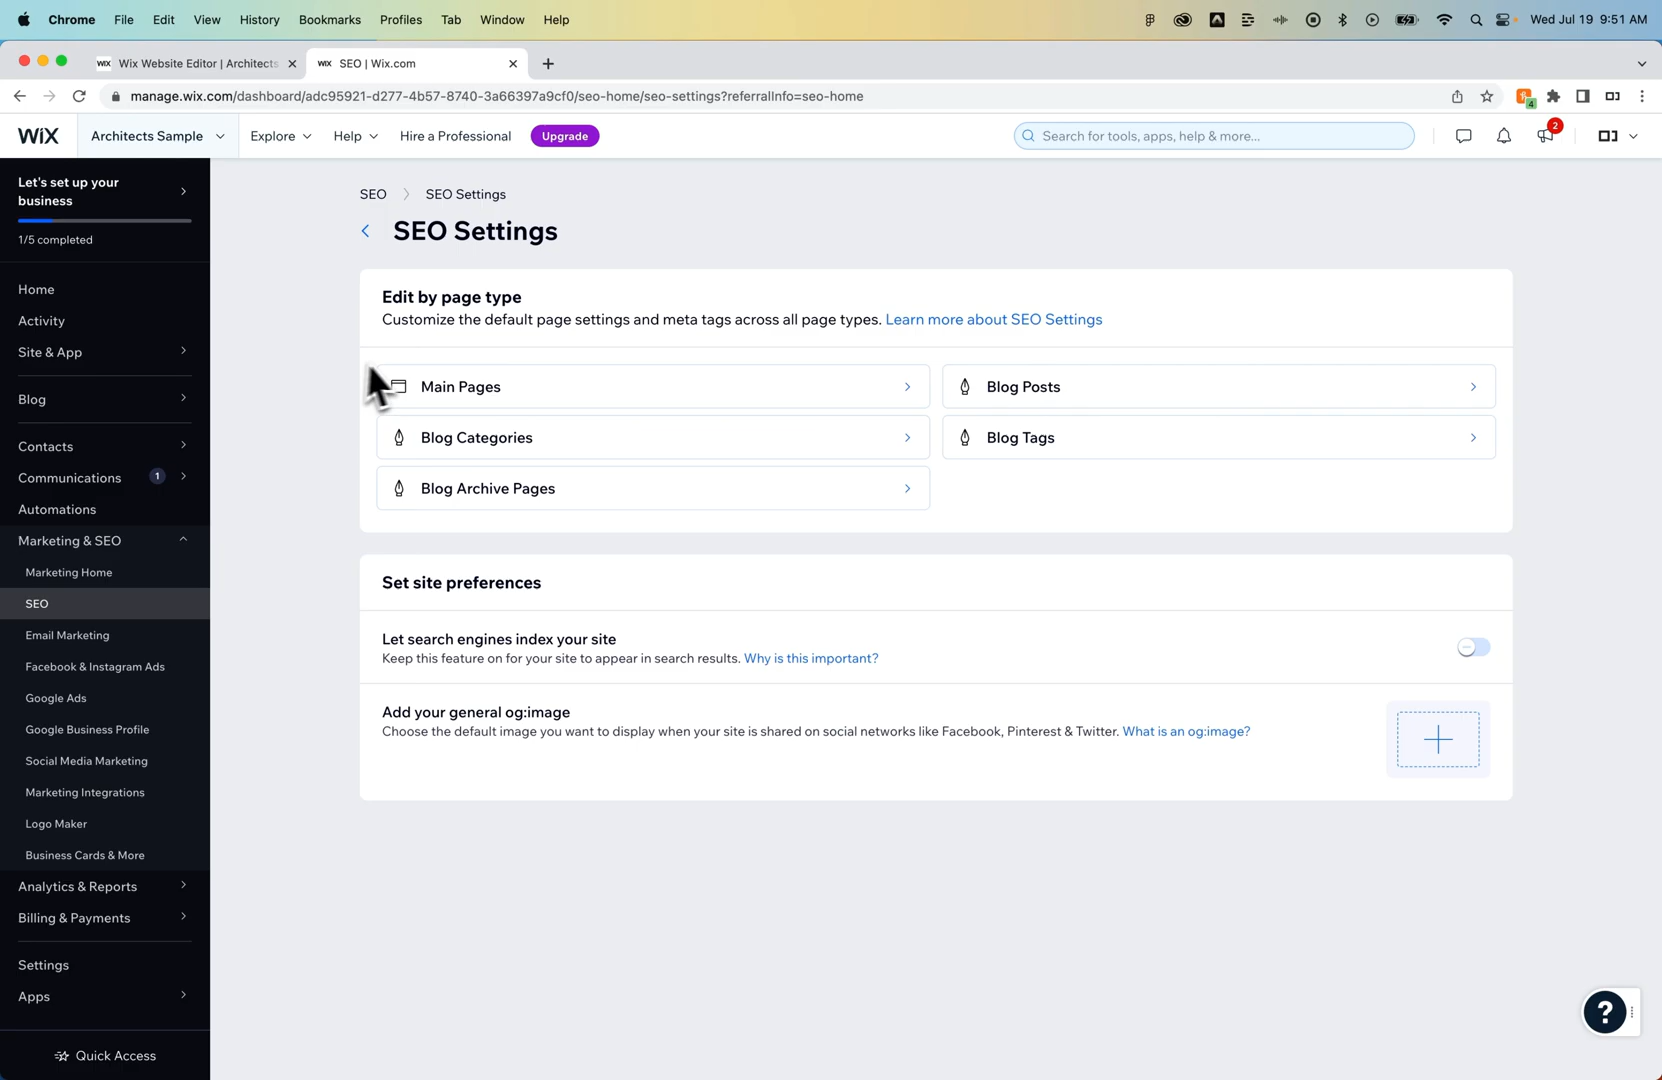 Chrome File Edit View History Bookmarks Profiles Tab Window Help Wed Jul 19 9:51 AM
WIX Wix Website Editor | Architects WIX SEO | Wix.com
manage.wix.com/dashboard/adc95921-d277-4b57-8740-3a66397a9cf0/seo-home/seo-settings?referralInfo=seo-home 4
WiX Architects Sample Explore Help Hire a Professional Upgrade Search for tools, apps, help & more... 2
Let's set up your
business
1/5 completed
Home
Activity
Site & App
Blog
Contacts
Communications 1
Automations
Marketing & SEO
Marketing Home
SEO
Email Marketing
Facebook & Instagram Ads
Google Ads
Google Business Profile
Social Media Marketing
Marketing Integrations
Logo Maker
Business Cards & More
Analytics & Reports
Billing & Payments
Settings
Apps
Quick Access
SEO SEO Settings
SEO Settings
Edit by page type
Customize the default page settings and meta tags across all page types. Learn more about SEO Settings
Main Pages Blog Posts
Blog Categories Blog Tags
Blog Archive Pages
Set site preferences
Let search engines index your site
Keep this feature on for your site to appear in search results. Why is this important?
Add your general og:image
Choose the default image you want to display when your site is shared on social networks like Facebook, Pinterest & Twitter. What is an og:image?
?